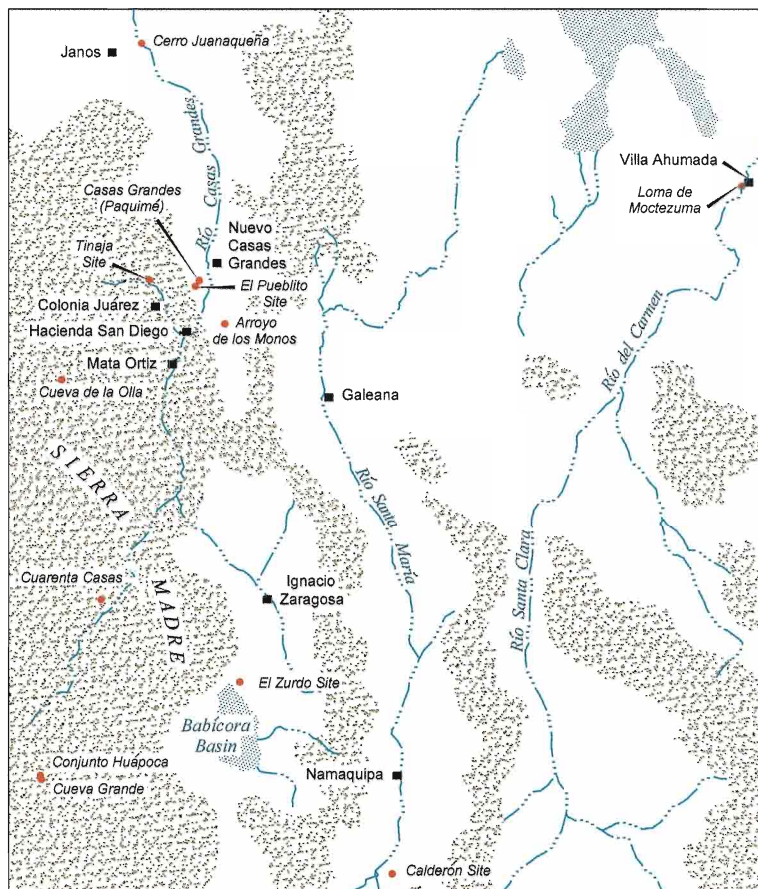 Cerro Juanaqueña
Janos
Río Casas Grandes
Villa Ahumada
Loma de
Moctezuma
Casas Grandes
(Paquimé)
Tinaja
Site
Nuevo
Casas
Grandes
El Pueblito
Site
Colonia Juárez
Hacienda San Diego
Arroyo
de los Monos
Mata Ortiz
Cueva de la Olla
Galeana
Río del Carmen
SIERRA MADRE
Río Santa María
Río Santa Clara
Cuarenta Casas
Ignacio
Zaragosa
El Zurdo Site
Babícora
Basin
Conjunto Huápoca
Cueva Grande
Namaquipa
Calderón Site